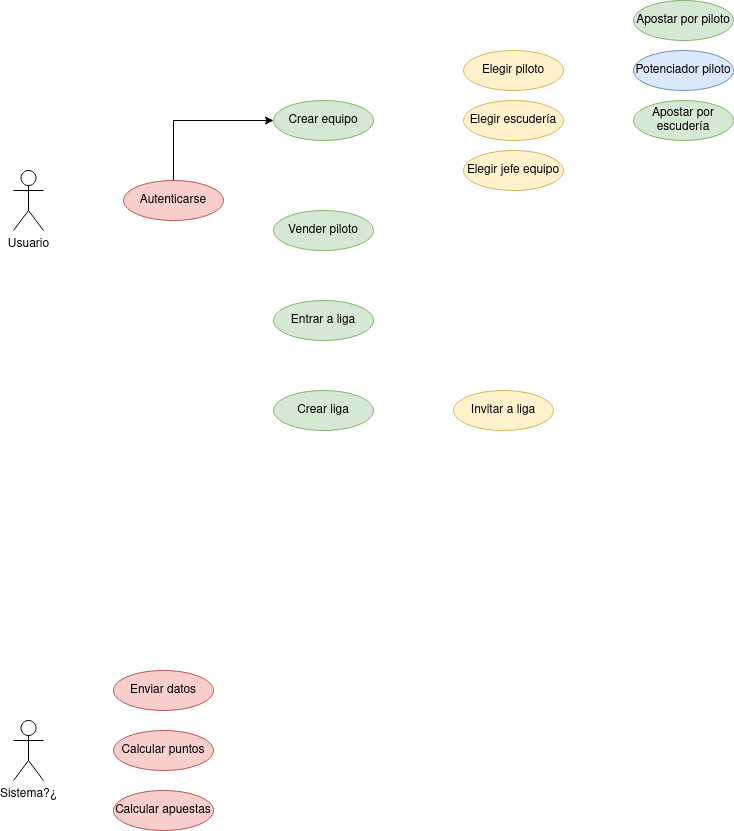 Apostar por piloto
Elegir piloto
Potenciador piloto
Crear equipo
Elegir escudería
Apostar por
escudería
Elegir jefe equipo
Autenticarse
Usuario
Vender piloto
Entrar a liga
Crear liga
Invitar a liga
Enviar datos
Calcular puntos
Sistema?¿
Calcular apuestas